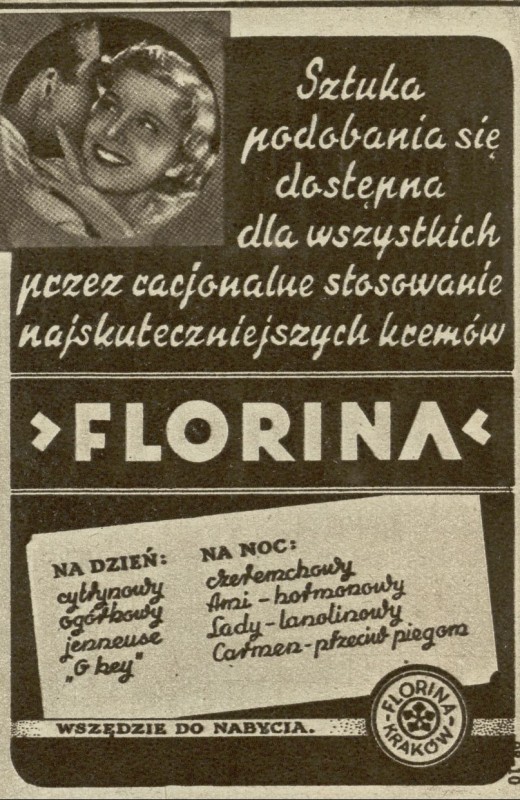 Sztuka
podobania się
dostępna
dla wszystkich
przez racjonalne stosowanie
najskuteczniejszych kremów
>FLORINA<
NA DZIEŃ:
cytrynowy
ogórkowy
jenneuse
"O key"
NA NOC:
czeremchowy
Ami - hormonowy
Lady - lanolinowy
Carmen - przeciw piegom
WSZĘDZIE DO NABYCIA.
FLORINA
KRAKÓW